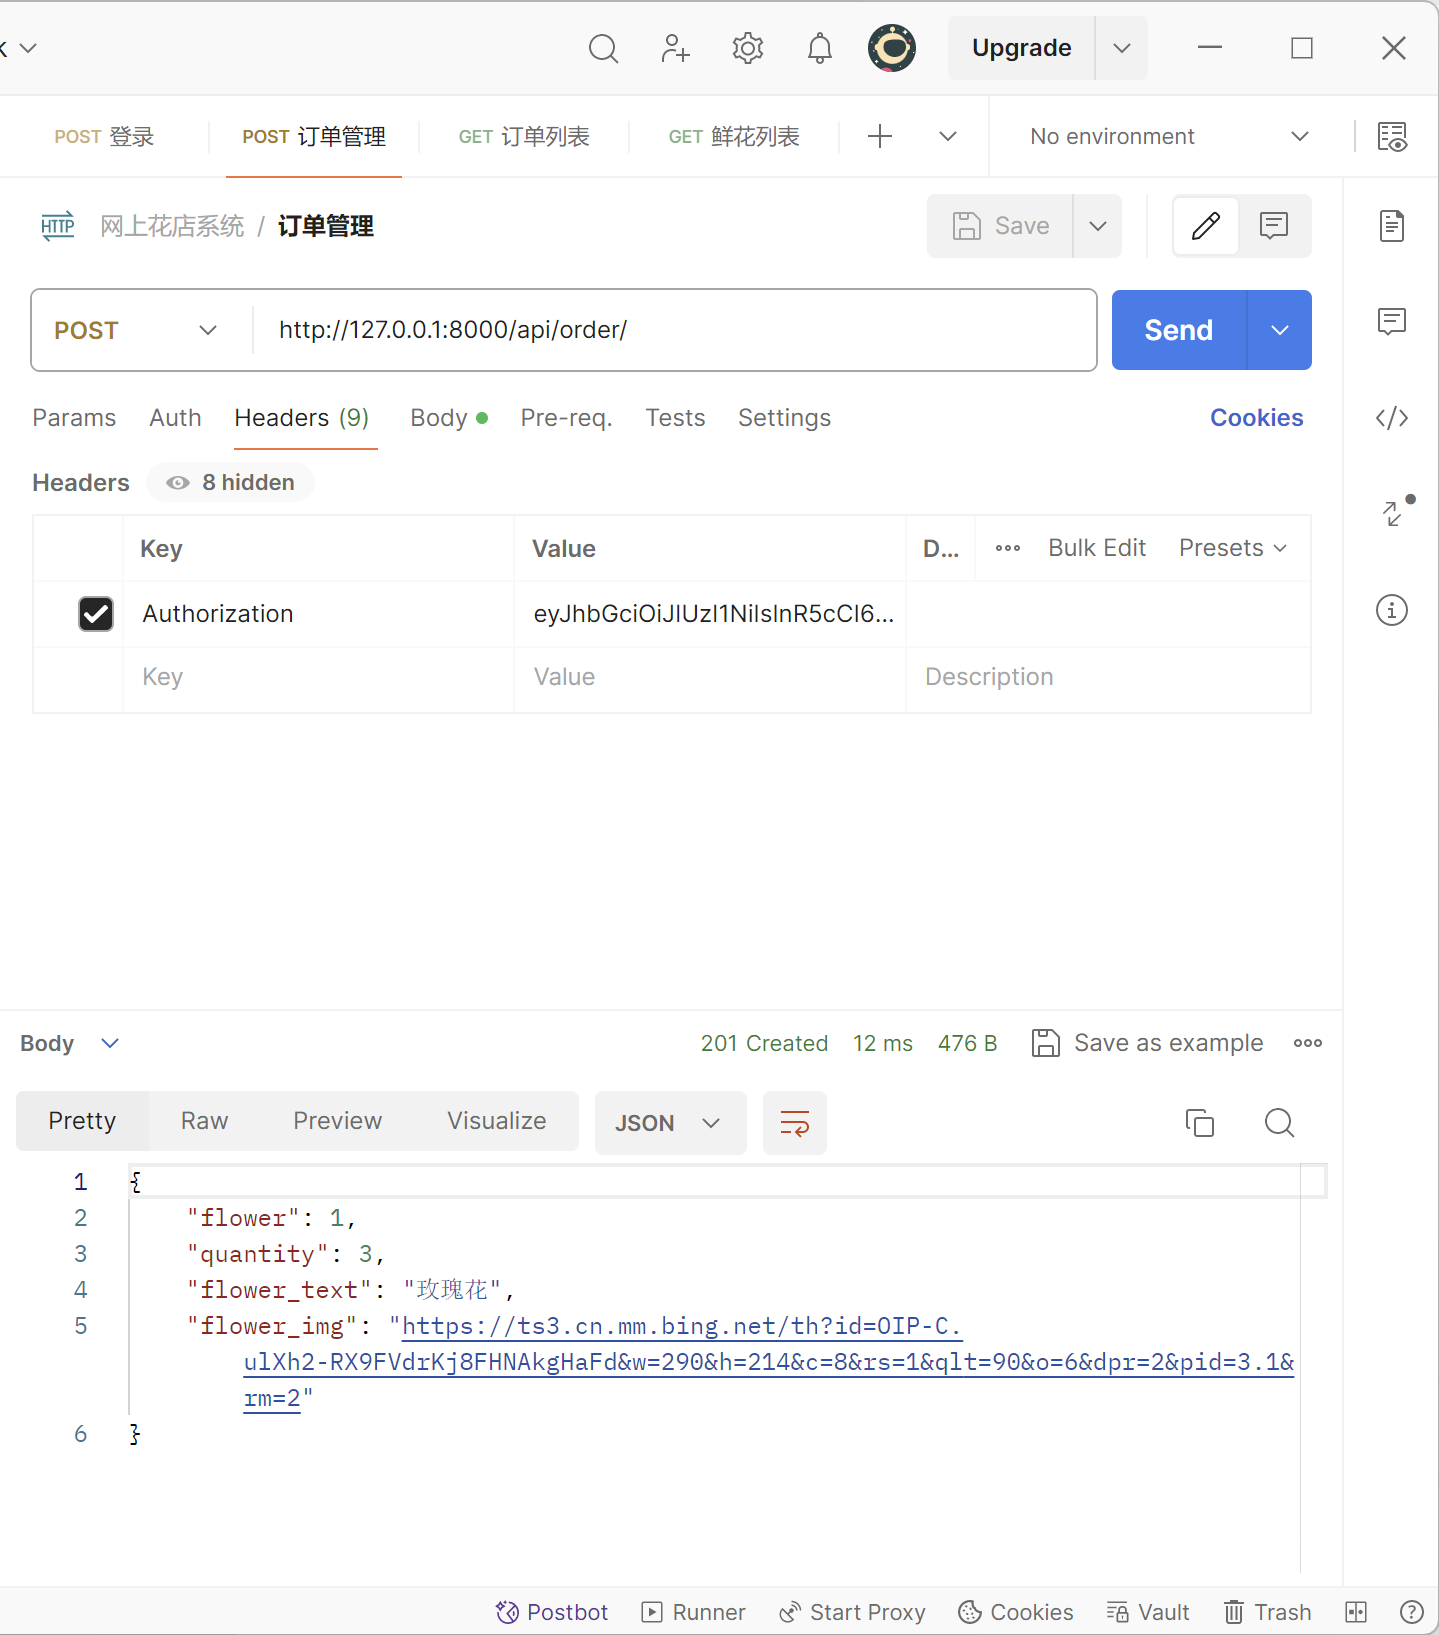 Upgrade
POST 登录
POST 订单管理
GET 订单列表
GET 鲜花列表
No environment
HTTP 网上花店系统 / 订单管理
Save
POST
http://127.0.0.1:8000/api/order/
Send
Params Auth Headers (9) Body Pre-req. Tests Settings Cookies
Headers 8 hidden
Key Value D... Bulk Edit Presets
Authorization eyJhbGciOiJIUzI1NiIsInR5cCI6...
Key Value Description
Body 201 Created 12 ms 476 B Save as example
Pretty Raw Preview Visualize JSON
1 {
2 "flower": 1,
3 "quantity": 3,
4 "flower_text": "玫瑰花",
5 "flower_img": "https://ts3.cn.mm.bing.net/th?id=OIP-C.
ulXh2-RX9FVdrKj8FHNAkgHaFd&w=290&h=214&c=8&rs=1&qlt=90&o=6&dpr=2&pid=3.1&
rm=2"
6 }
Postbot Runner Start Proxy Cookies Vault Trash